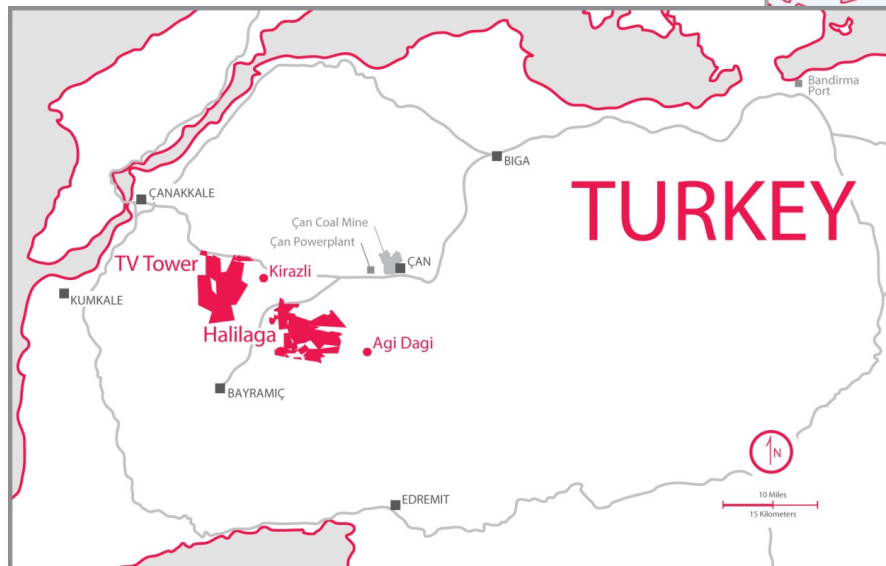 Bandirma
Port
BIGA
TURKEY
ÇANAKKALE
Çan Coal Mine
Çan Powerplant
ÇAN
TV Tower
Kirazli
KUMKALE
Halilaga
Agi Dagi
BAYRAMIÇ
N
EDREMIT
10 Miles
15 Kilometers